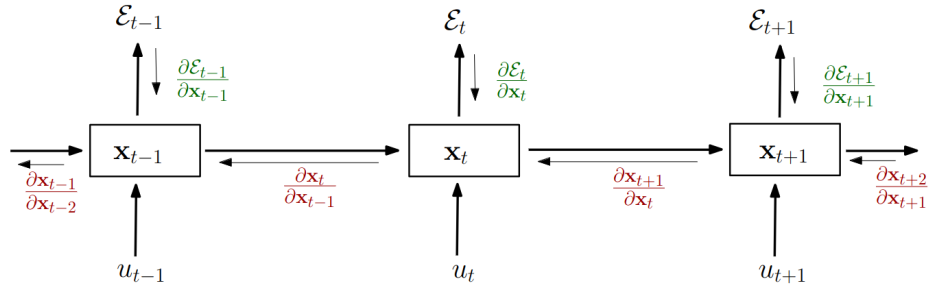 ℰ_{t−1} ℰ_t ℰ_{t+1}
∂ℰ_{t−1}/∂𝐱_{t−1} ∂ℰ_t/∂𝐱_t ∂ℰ_{t+1}/∂𝐱_{t+1}
𝐱_{t−1} 𝐱_t 𝐱_{t+1}
∂𝐱_{t−1}/∂𝐱_{t−2} ∂𝐱_t/∂𝐱_{t−1} ∂𝐱_{t+1}/∂𝐱_t ∂𝐱_{t+2}/∂𝐱_{t+1}
u_{t−1} u_t u_{t+1}